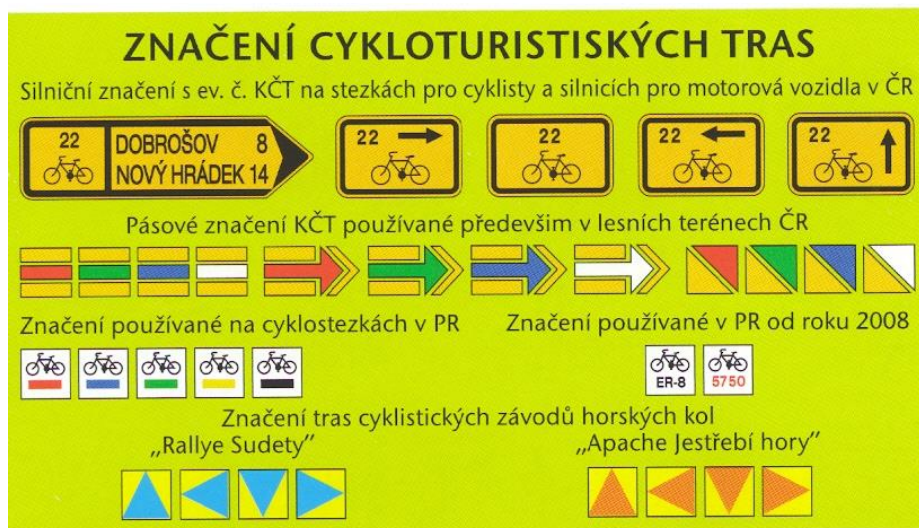 ZNAČENÍ CYKLOTURISTISKÝCH TRAS
Silniční značení s ev. č. KČT na stezkách pro cyklisty a silnicích pro motorová vozidla v ČR
22 DOBROŠOV 8
NOVÝ HRÁDEK 14
22
22
22
22
Pásové značení KČT používané především v lesních terénech ČR
Značení používané na cyklostezkách v PR
Značení používané v PR od roku 2008
ER-8
5750
Značení tras cyklistických závodů horských kol
„Rallye Sudety”
„Apache Jestřebí hory”